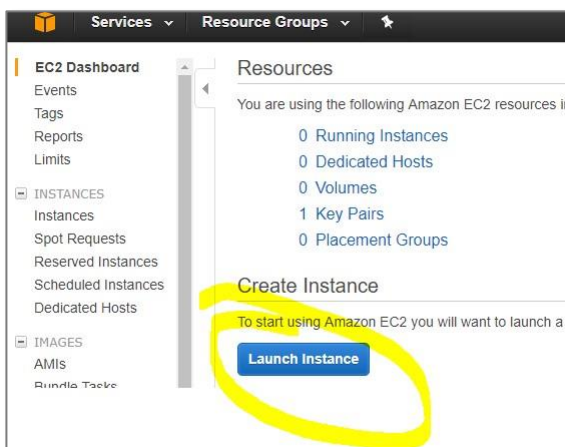 Services Resource Groups
EC2 Dashboard
Events
Tags
Reports
Limits
INSTANCES
Instances
Spot Requests
Reserved Instances
Scheduled Instances
Dedicated Hosts
IMAGES
AMIs
Bundle Tasks
Resources
You are using the following Amazon EC2 resources i
0 Running Instances
0 Dedicated Hosts
0 Volumes
1 Key Pairs
0 Placement Groups
Create Instance
To start using Amazon EC2 you will want to launch a
Launch Instance